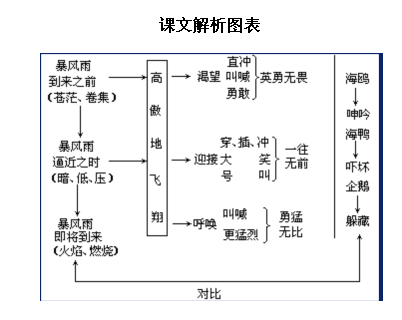 课文解析图表
暴风雨
到来之前
(苍茫、卷集)
暴风雨
逼近之时
(暗、低、压)
暴风雨
即将到来
(火焰、燃烧)
高
傲
地
飞
翔
渴望
直冲
叫喊
勇敢
英勇无畏
迎接
穿、插、冲
大 笑
号 叫
一往
无前
呼唤
叫喊
更猛烈
勇猛
无比
海鸥
呻吟
海鸭
吓坏
企鹅
躲藏
对比